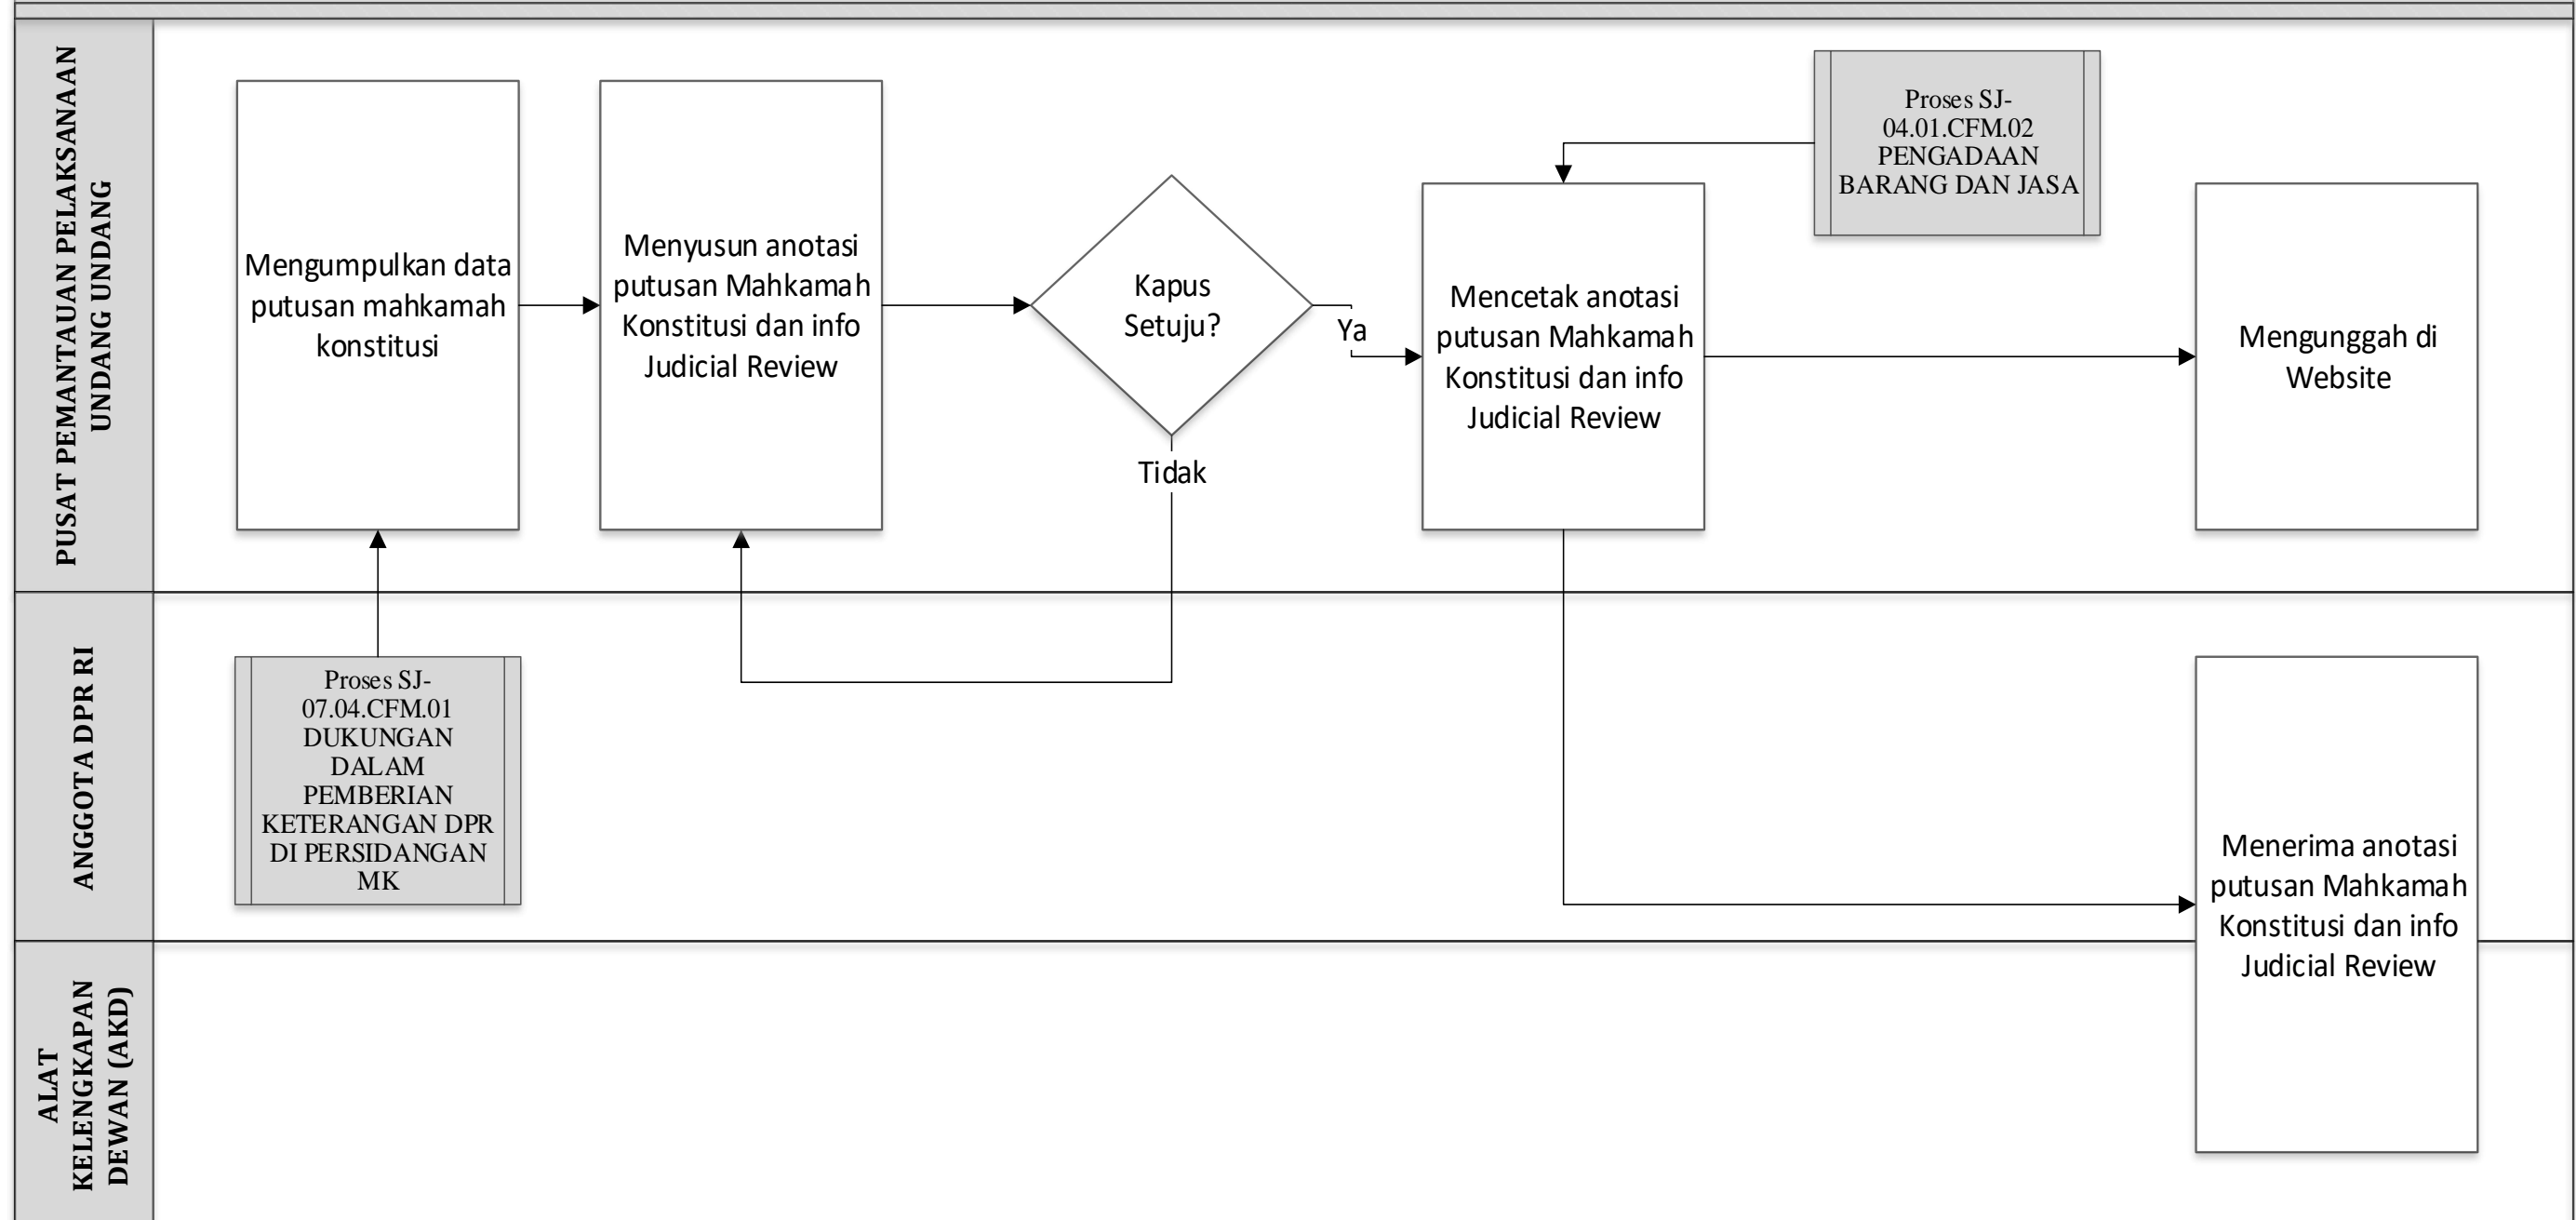 PUSAT PEMANTAUAN PELAKSANAAN
UNDANG UNDANG
Mengumpulkan data
putusan mahkamah
konstitusi
Menyusun anotasi
putusan Mahkamah
Konstitusi dan info
Judicial Review
Kapus
Setuju?
Ya
Tidak
Mencetak anotasi
putusan Mahkamah
Konstitusi dan info
Judicial Review
Proses SJ-
04.01.CFM.02
PENGADAAN
BARANG DAN JASA
Mengunggah di
Website
ANGGOTA DPR RI
Proses SJ-
07.04.CFM.01
DUKUNGAN
DALAM
PEMBERIAN
KETERANGAN DPR
DI PERSIDANGAN
MK
Menerima anotasi
putusan Mahkamah
Konstitusi dan info
Judicial Review
ALAT
KELENGKAPAN
DEWAN (AKD)